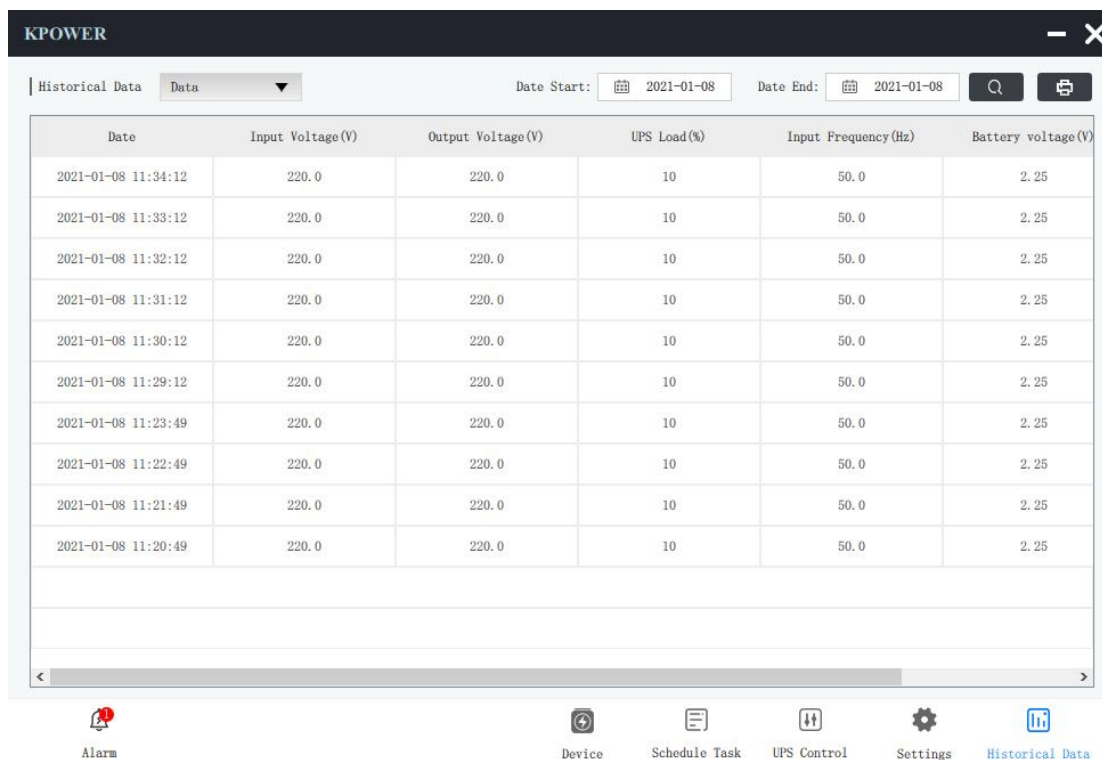 KPOWER
Historical Data Data Date Start: 2021-01-08 Date End: 2021-01-08
Date Input Voltage(V) Output Voltage(V) UPS Load(%) Input Frequency(Hz) Battery voltage(V)
2021-01-08 11:34:12 220.0 220.0 10 50.0 2.25
2021-01-08 11:33:12 220.0 220.0 10 50.0 2.25
2021-01-08 11:32:12 220.0 220.0 10 50.0 2.25
2021-01-08 11:31:12 220.0 220.0 10 50.0 2.25
2021-01-08 11:30:12 220.0 220.0 10 50.0 2.25
2021-01-08 11:29:12 220.0 220.0 10 50.0 2.25
2021-01-08 11:23:49 220.0 220.0 10 50.0 2.25
2021-01-08 11:22:49 220.0 220.0 10 50.0 2.25
2021-01-08 11:21:49 220.0 220.0 10 50.0 2.25
2021-01-08 11:20:49 220.0 220.0 10 50.0 2.25
1
Alarm Device Schedule Task UPS Control Settings Historical Data